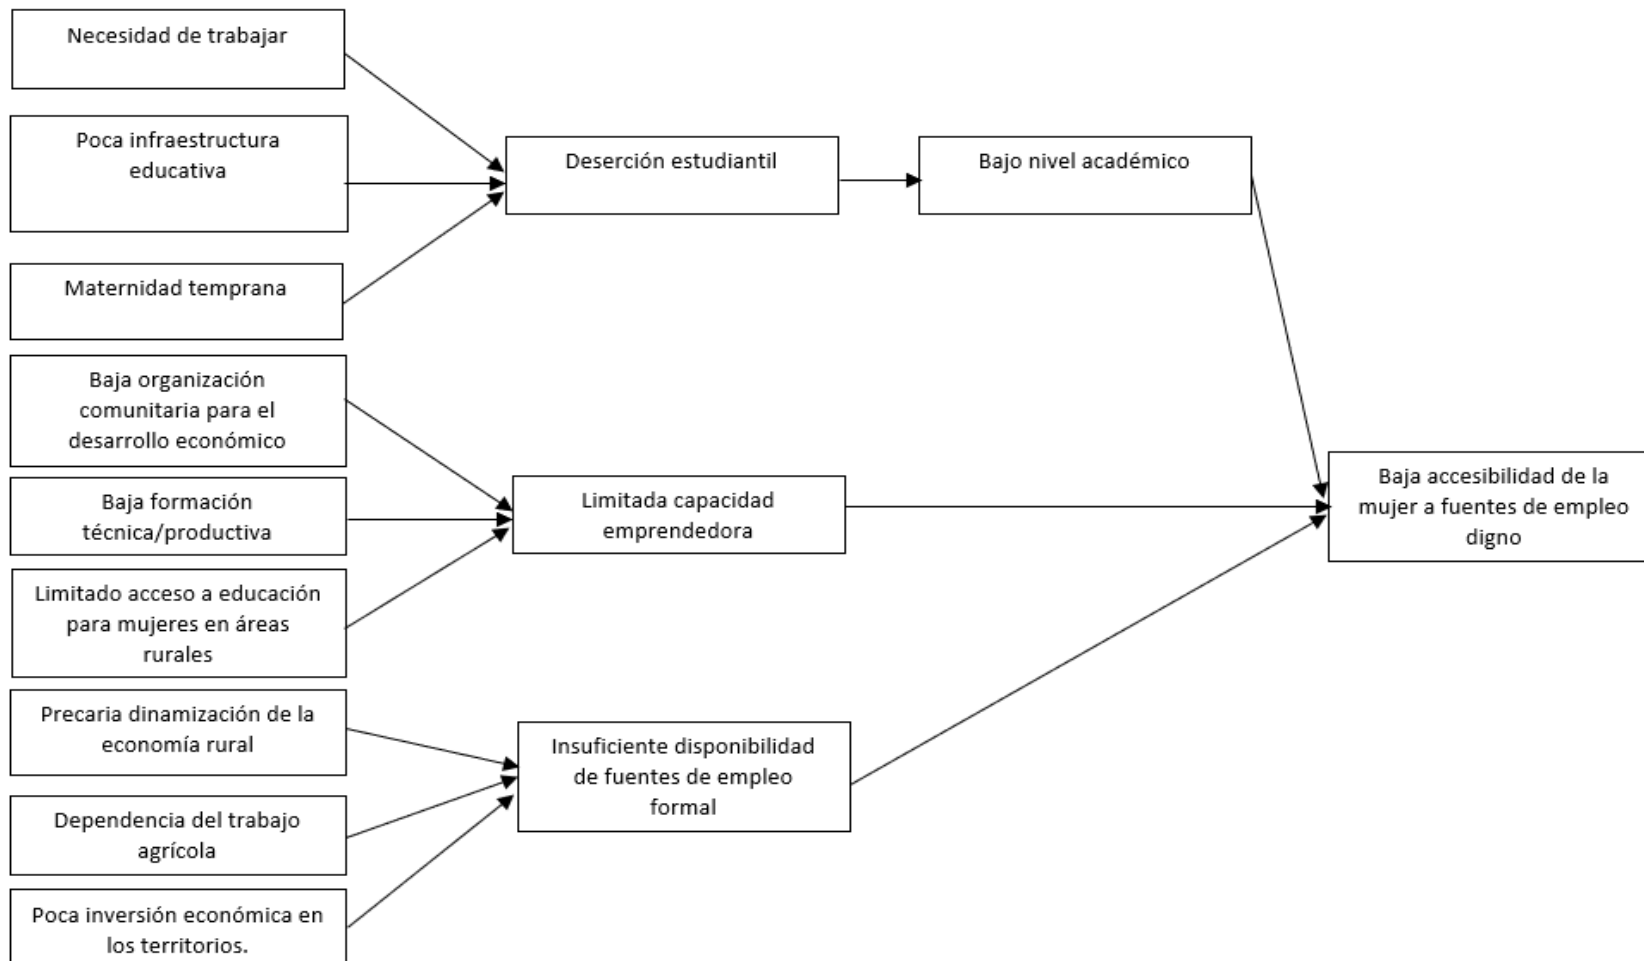 Necesidad de trabajar
Poca infraestructura
educativa
Maternidad temprana
Baja organización
comunitaria para el
desarrollo económico
Baja formación
técnica/productiva
Limitado acceso a educación
para mujeres en áreas
rurales
Precaria dinamización de la
economía rural
Dependencia del trabajo
agrícola
Poca inversión económica en
los territorios.
Deserción estudiantil
Limitada capacidad
emprendedora
Insuficiente disponibilidad
de fuentes de empleo
formal
Bajo nivel académico
Baja accesibilidad de la
mujer a fuentes de empleo
digno